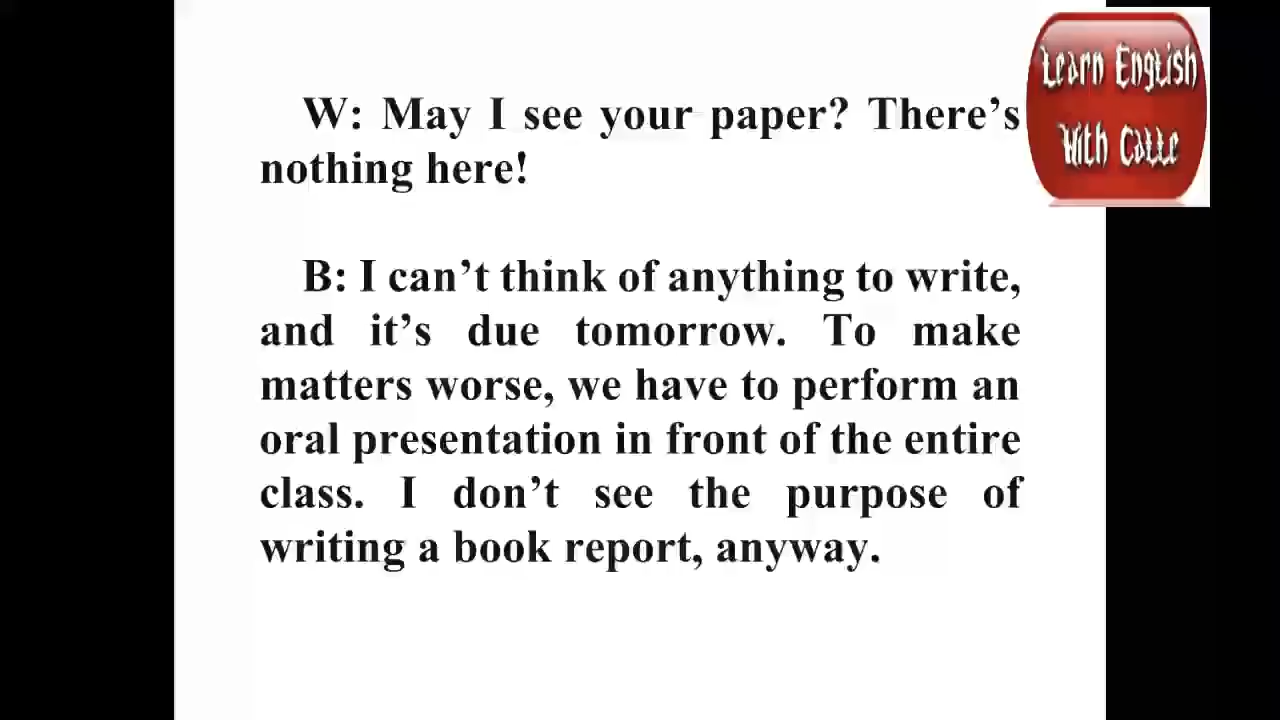 W: May I see your paper? There’s
nothing here!
B: I can’t think of anything to write,
and it’s due tomorrow. To make
matters worse, we have to perform an
oral presentation in front of the entire
class. I don’t see the purpose of
writing a book report, anyway.
Learn English
With Catte